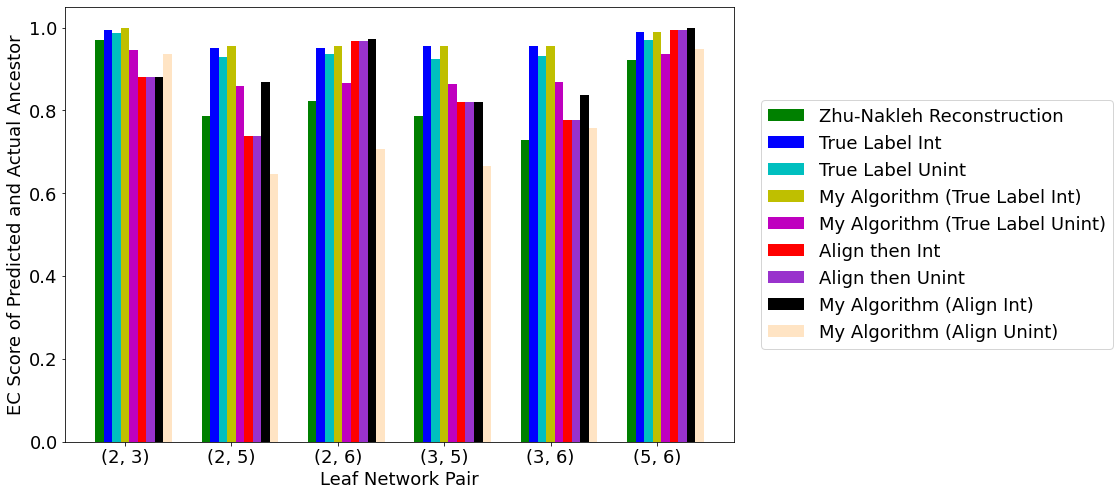 EC Score of Predicted and Actual Ancestor
1.0
0.8
0.6
0.4
0.2
0.0
(2, 3) (2, 5) (2, 6) (3, 5) (3, 6) (5, 6)
Leaf Network Pair
Zhu-Nakleh Reconstruction
True Label Int
True Label Unint
My Algorithm (True Label Int)
My Algorithm (True Label Unint)
Align then Int
Align then Unint
My Algorithm (Align Int)
My Algorithm (Align Unint)